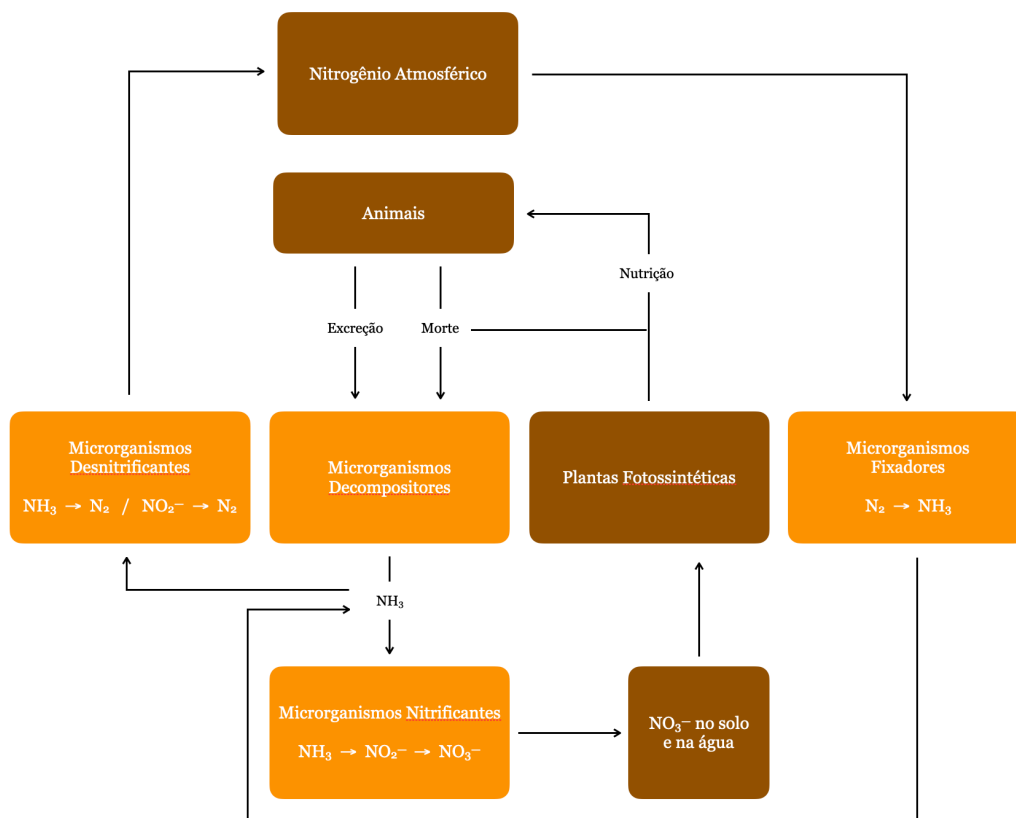 Nitrogênio Atmosférico
Animais
Nutrição
Excreção
Morte
Microrganismos
Desnitrificantes
NH₃ → N₂ / NO₂⁻ → N₂
Microrganismos
Decompositores
Plantas Fotossintéticas
Microrganismos
Fixadores
N₂ → NH₃
NH₃
Microrganismos Nitrificantes
NH₃ → NO₂⁻ → NO₃⁻
NO₃⁻ no solo
e na água